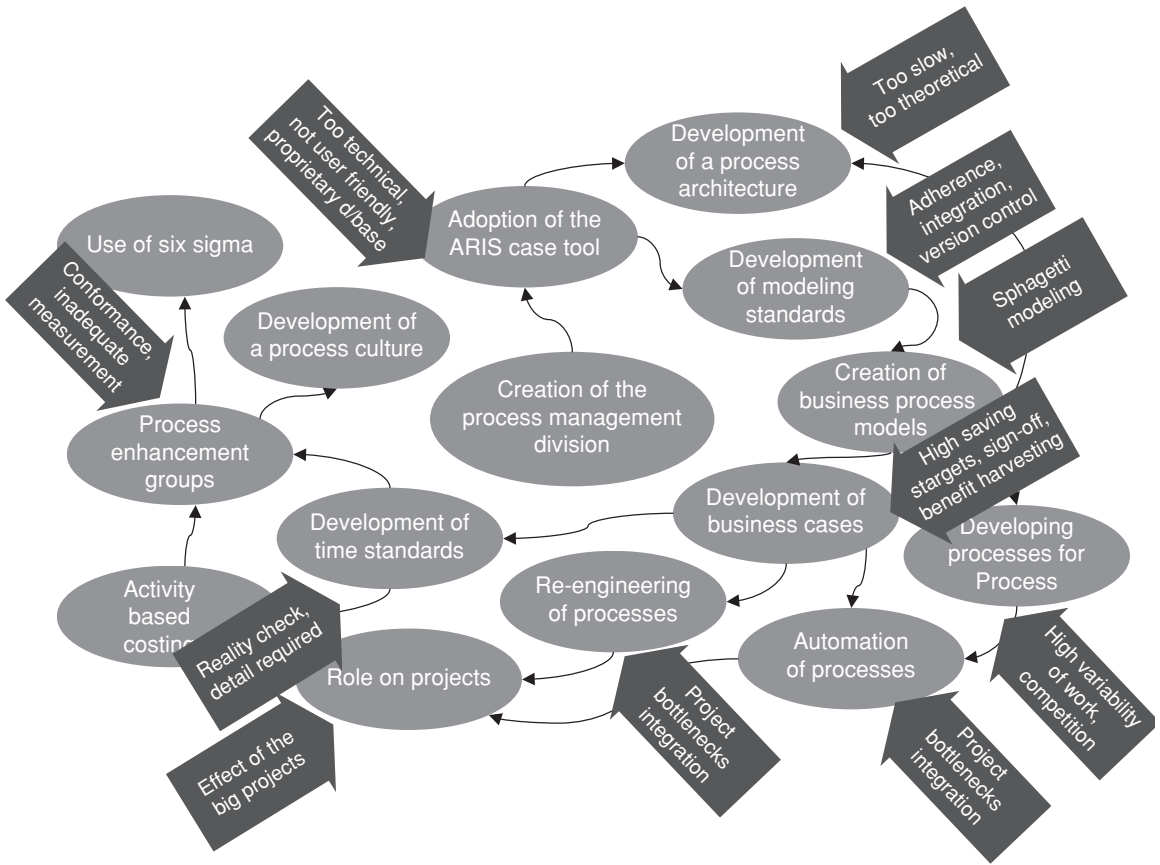 Too slow,
too theoretical
Development
of a process
architecture
Too technical,
not user friendly,
proprietary d/base
Adherence,
integration,
version control
Use of six sigma
Adoption of the
ARIS case tool
Development
of modeling
standards
Sphagetti
modeling
Conformance,
inadequate
measurement
Development of
a process culture
Creation of the
process management
division
Creation of
business process
models
Process
enhancement
groups
High saving
stargets, sign-off,
benefit harvesting
Development of
time standards
Development of
business cases
Developing
processes for
Process
Activity
based
costing
Re-engineering
of processes
Reality check,
detail required
Role on projects
Automation
of processes
High variability
of work,
competition
Effect of the
big projects
Project
bottlenecks
integration
Project
bottlenecks
integration